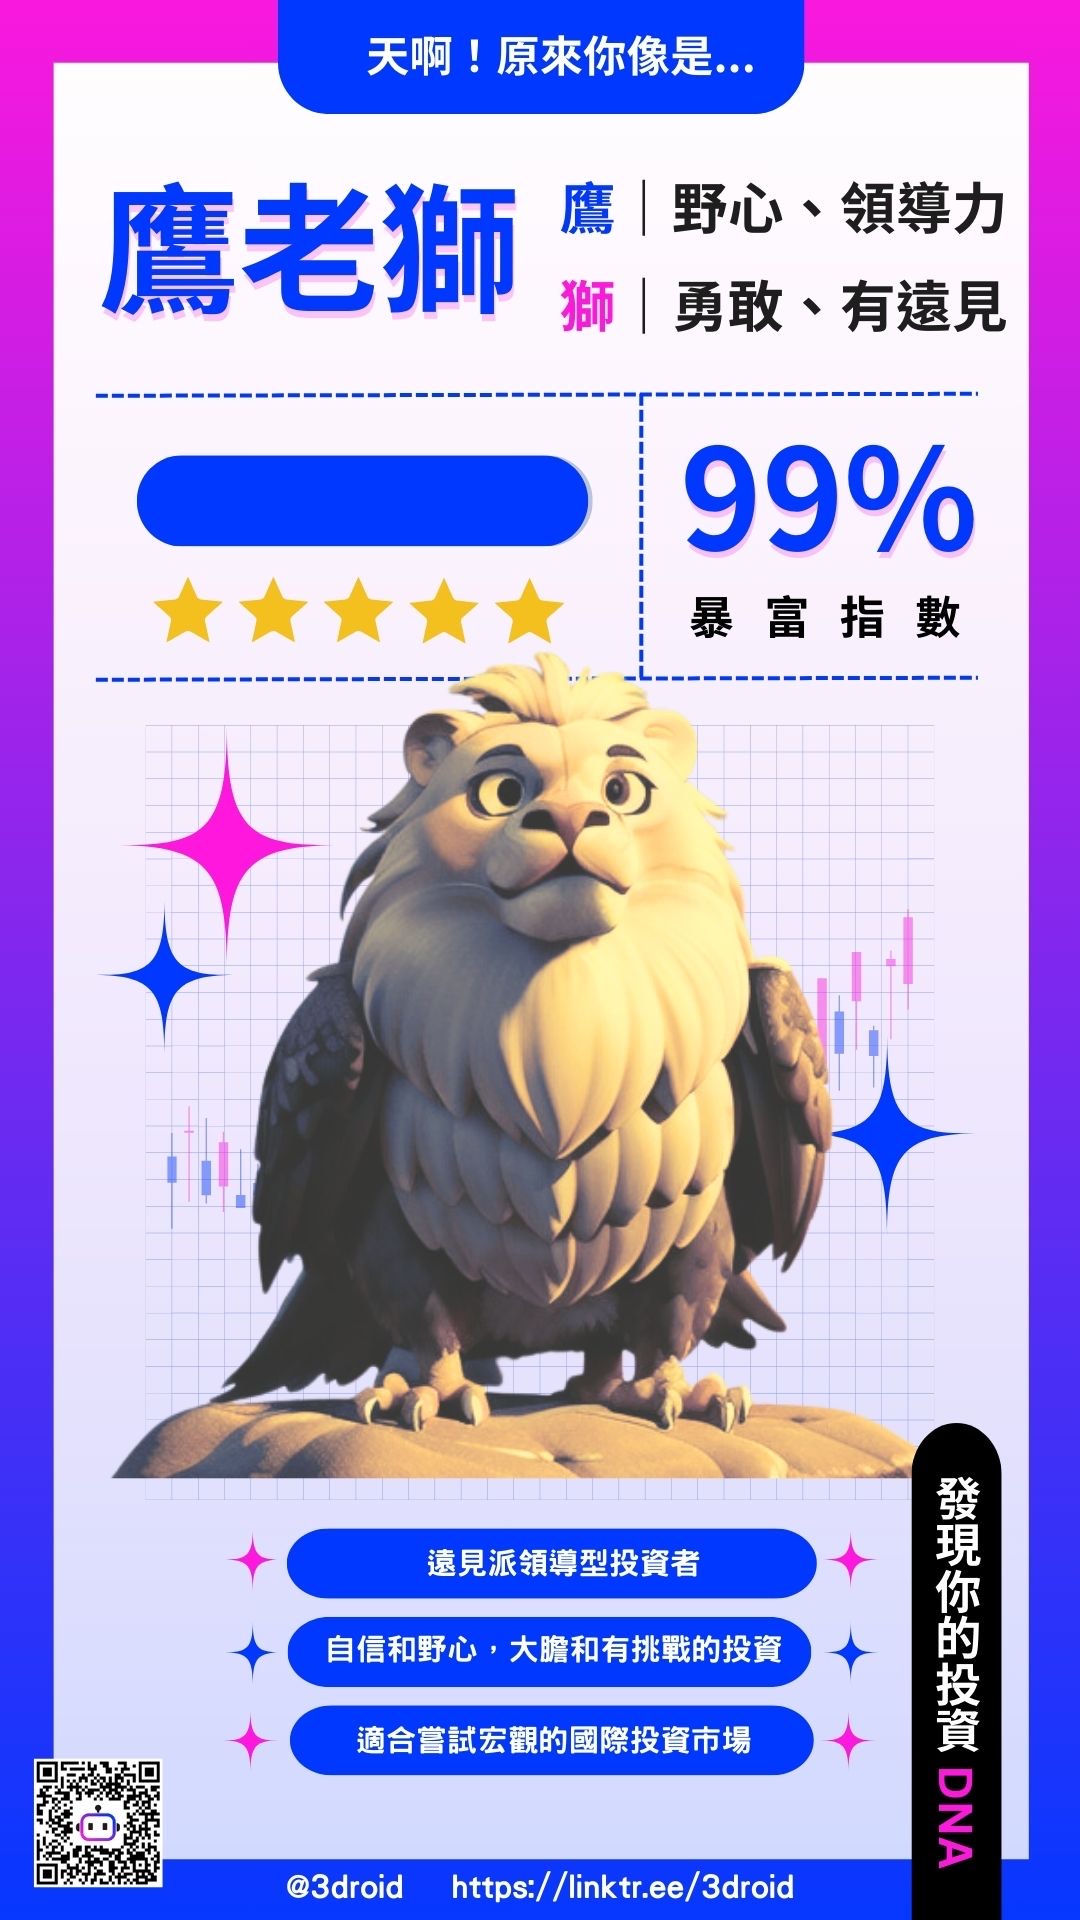 天啊！原來你像是...
鷹老獅
鷹｜野心、領導力
獅｜勇敢、有遠見
99%
暴富指數
遠見派領導型投資者
自信和野心，大膽和有挑戰的投資
適合嘗試宏觀的國際投資市場
發現你的投資 DNA
@3droid https://linktr.ee/3droid